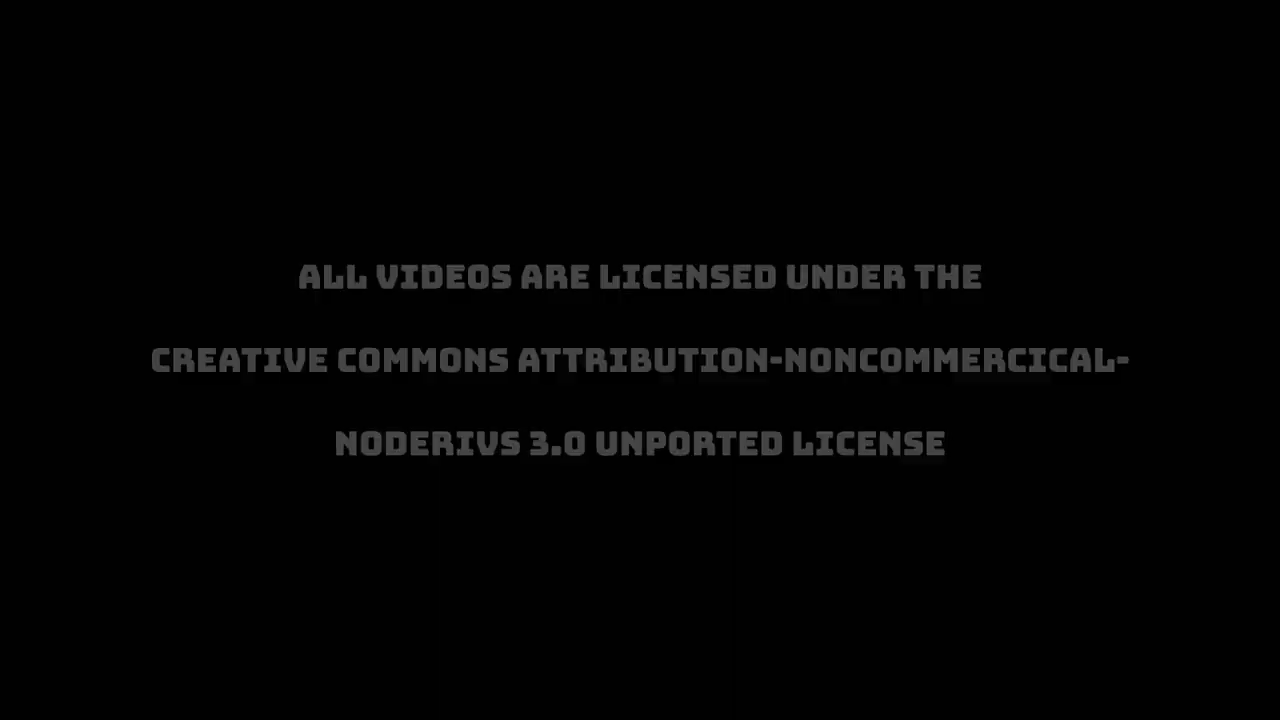 ALL VIDEOS ARE LICENSED UNDER THE
CREATIVE COMMONS ATTRIBUTION-NONCOMMERCICAL-
NODERIVS 3.0 UNPORTED LICENSE